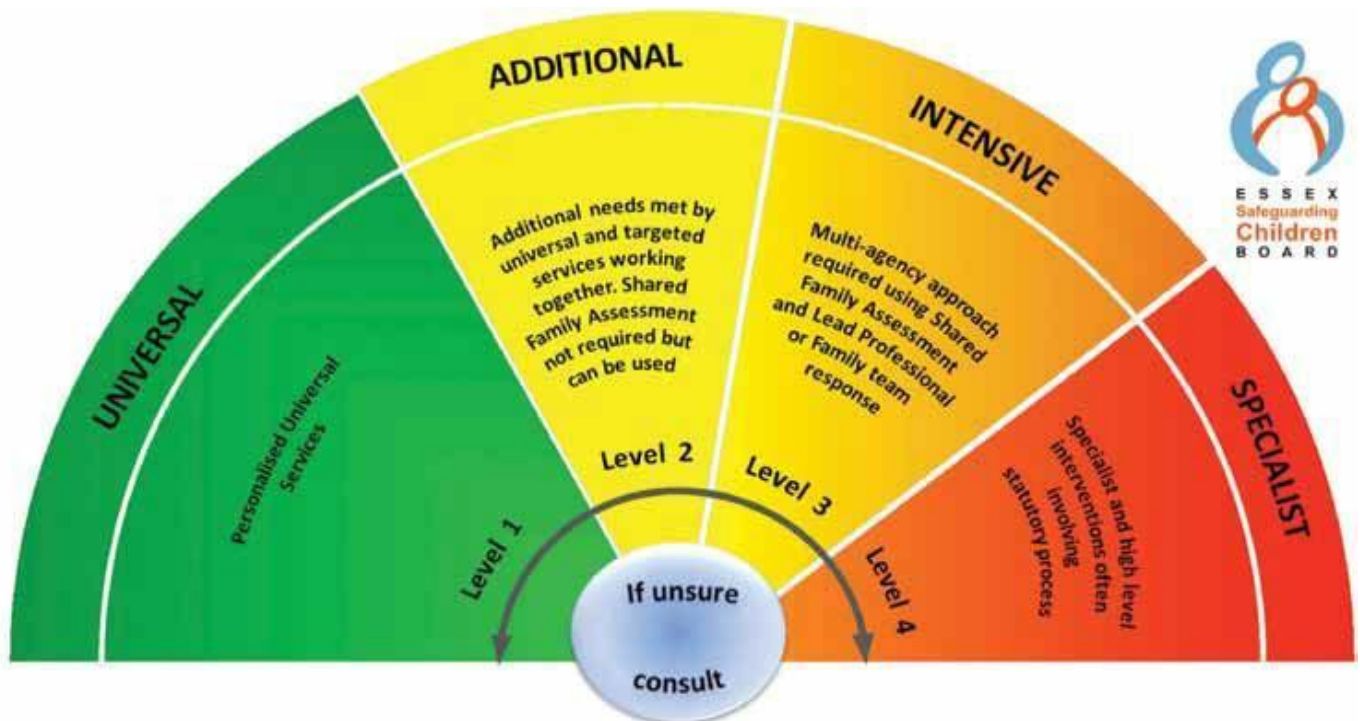 UNIVERSAL
Personalised Universal
Services
Level 1
ADDITIONAL
Additional needs met by
universal and targeted
services working
together. Shared
Family Assessment
not required but
can be used
Level 2
INTENSIVE
Multi-agency approach
required using Shared
Family Assessment
and Lead Professional
or Family team
response
Level 3
SPECIALIST
Specialist and high level
interventions often
involving
statutory process
Level 4
If unsure
consult
ESSEX
Safeguarding
Children
BOARD